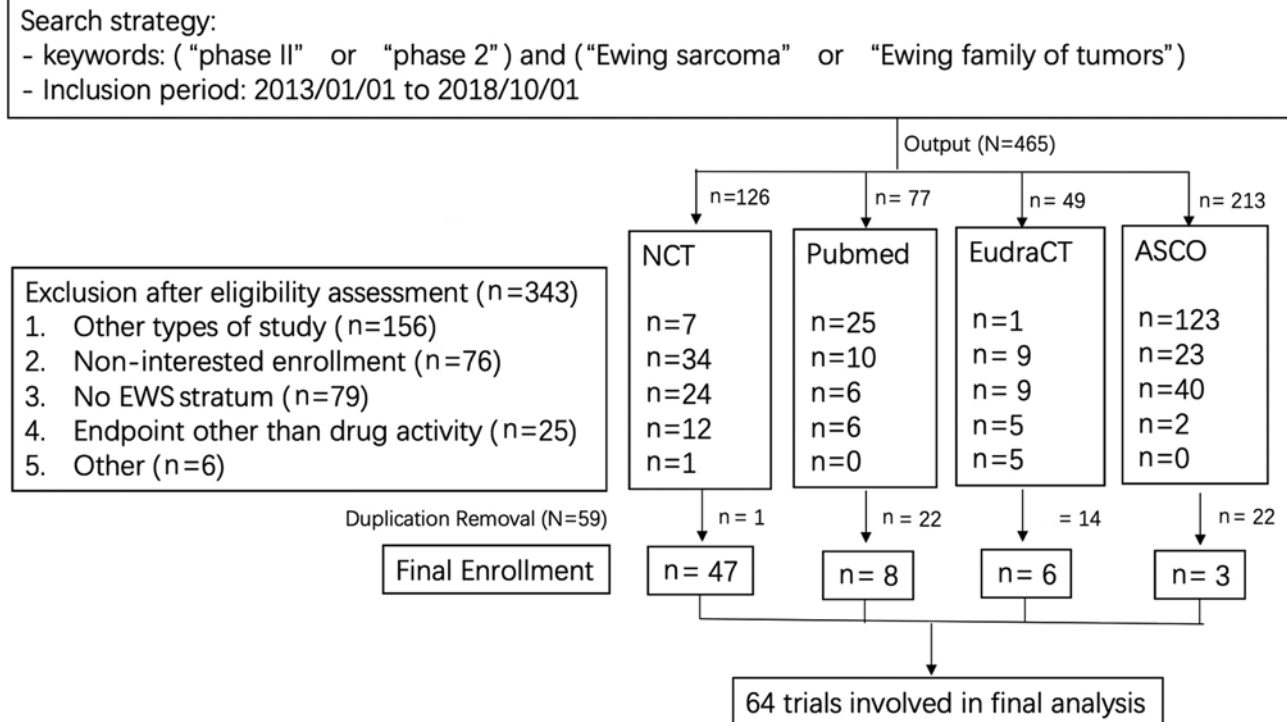 Search strategy:
- keywords: ( “phase II” or “phase 2”) and (“Ewing sarcoma” or “Ewing family of tumors”)
- Inclusion period: 2013/01/01 to 2018/10/01
Output (N=465)
n=126
n= 77
n= 49
n= 213
NCT
Pubmed
EudraCT
ASCO
Exclusion after eligibility assessment (n=343)
1. Other types of study (n=156)
n=7
n=25
n=1
n=123
2. Non-interested enrollment (n=76)
n=34
n=10
n= 9
n=23
3. No EWS stratum (n=79)
n=24
n=6
n= 9
n=40
4. Endpoint other than drug activity (n=25)
n=12
n=6
n=5
n=2
5. Other (n=6)
n=1
n=0
n=5
n=0
Duplication Removal (N=59)
n = 1
n = 22
= 14
n= 22
Final Enrollment
n= 47
n= 8
n= 6
n= 3
64 trials involved in final analysis